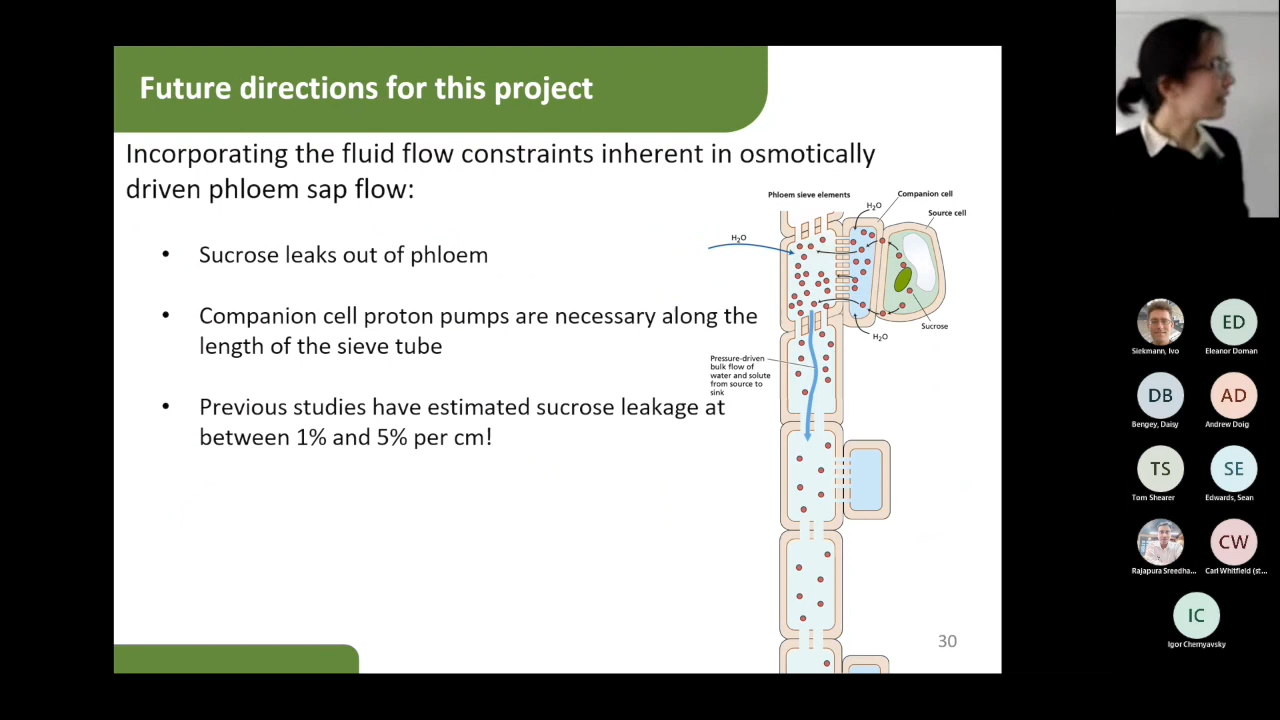 Future directions for this project
Incorporating the fluid flow constraints inherent in osmotically
driven phloem sap flow:
• Sucrose leaks out of phloem
• Companion cell proton pumps are necessary along the
length of the sieve tube
• Previous studies have estimated sucrose leakage at
between 1% and 5% per cm!
Phloem sieve elements
Companion cell
Source cell
H₂O
H₂O
Sucrose
H₂O
Pressure-driven
bulk flow of
water and solute
from source to
sink
30
Siekmann, Ivo
ED
Eleanor Doman
DB
Bengey, Daisy
AD
Andrew Doig
TS
Tom Shearer
SE
Edwards, Sean
Rajapura Sreedha...
CW
Carl Whitfield (st...
IC
Igor Chernyavsky